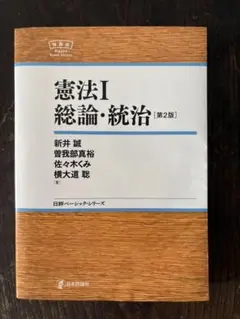 憲法I
総論・統治[第2版]
新井 誠
曽我部真裕
佐々木くみ
横大道 聡
[著]
日評ベーシック・シリーズ
日本評論社